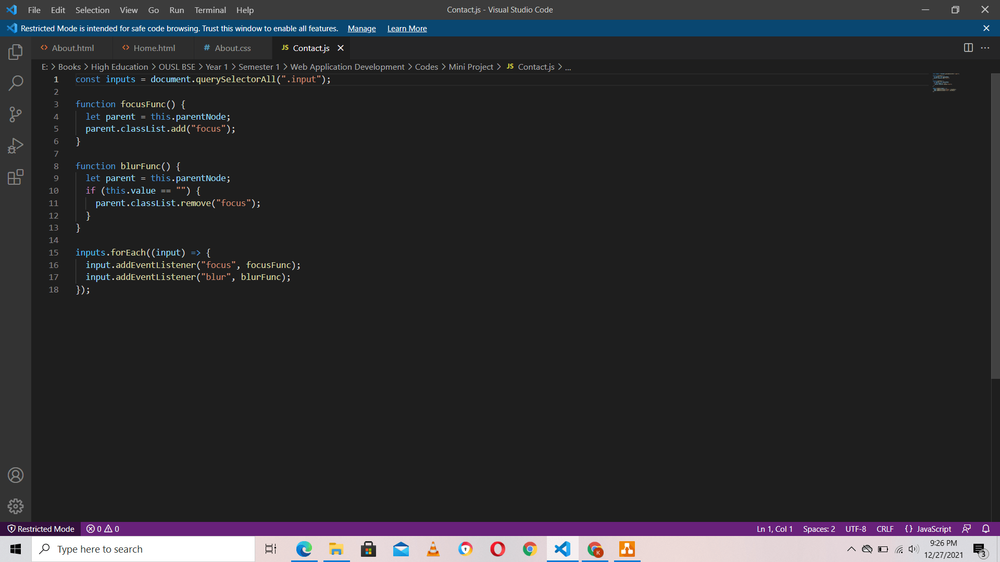 File Edit Selection View Go Run Terminal Help Contact.js - Visual Studio Code
Restricted Mode is intended for safe code browsing. Trust this window to enable all features. Manage Learn More
About.html Home.html # About.css JS Contact.js
E: > Books > High Education > OUSL BSE > Year 1 > Semester 1 > Web Application Development > Codes > Mini Project > JS Contact.js > ...
1 const inputs = document.querySelectorAll(".input");
2
3 function focusFunc() {
4 let parent = this.parentNode;
5 parent.classList.add("focus");
6 }
7
8 function blurFunc() {
9 let parent = this.parentNode;
10 if (this.value == "") {
11 parent.classList.remove("focus");
12 }
13 }
14
15 inputs.forEach((input) => {
16 input.addEventListener("focus", focusFunc);
17 input.addEventListener("blur", blurFunc);
18 });
Restricted Mode 0 0 Ln 1, Col 1 Spaces: 2 UTF-8 CRLF {} JavaScript
Type here to search
K
9:26 PM
12/27/2021
3